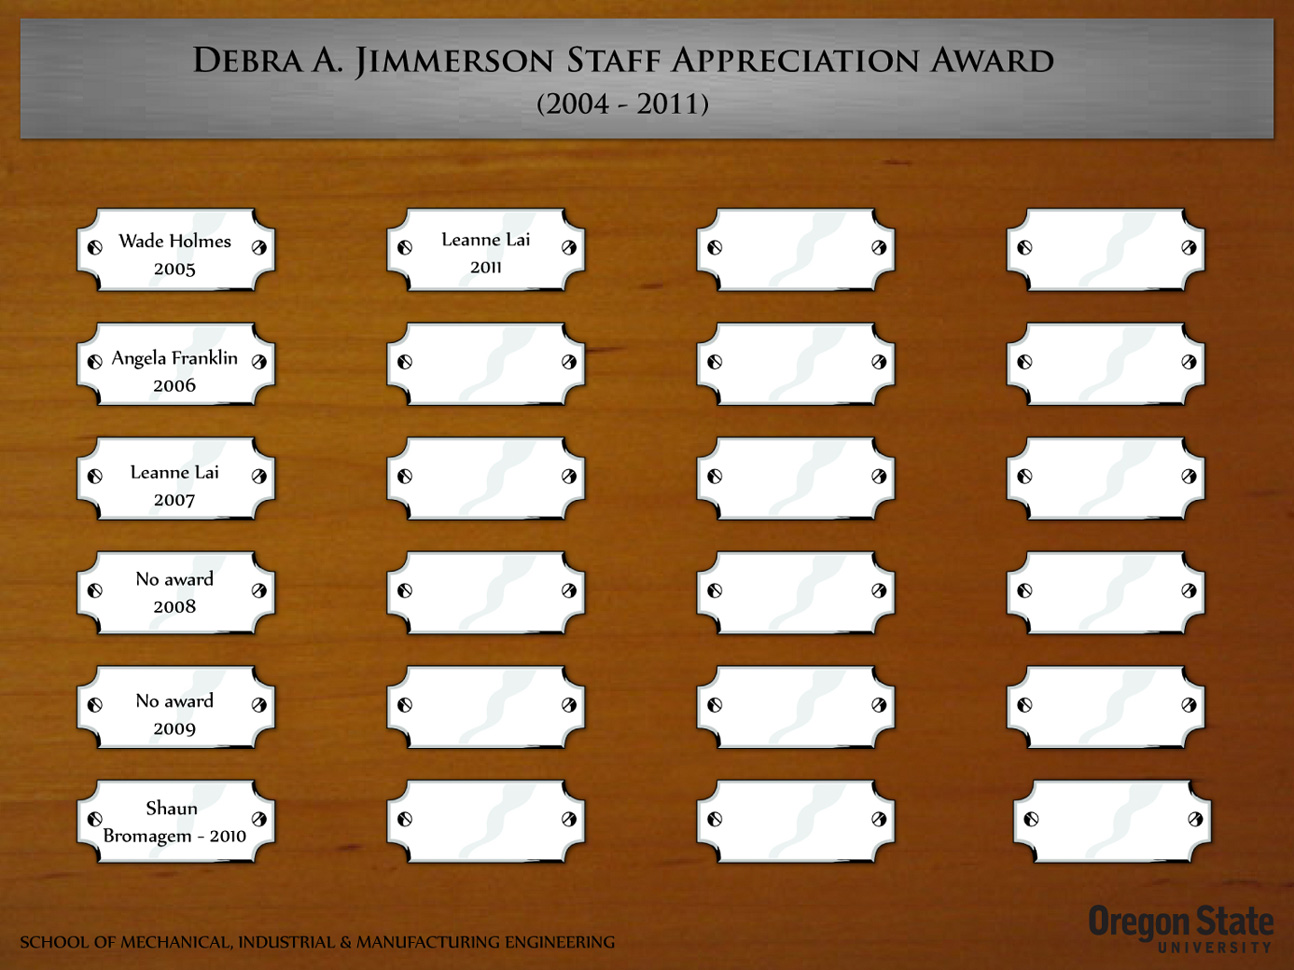 Debra A. Jimmerson Staff Appreciation Award
(2004 - 2011)
Wade Holmes
2005
Angela Franklin
2006
Leanne Lai
2007
No award
2008
No award
2009
Shaun
Bromagem - 2010
Leanne Lai
2011
SCHOOL OF MECHANICAL, INDUSTRIAL & MANUFACTURING ENGINEERING
Oregon State
UNIVERSITY